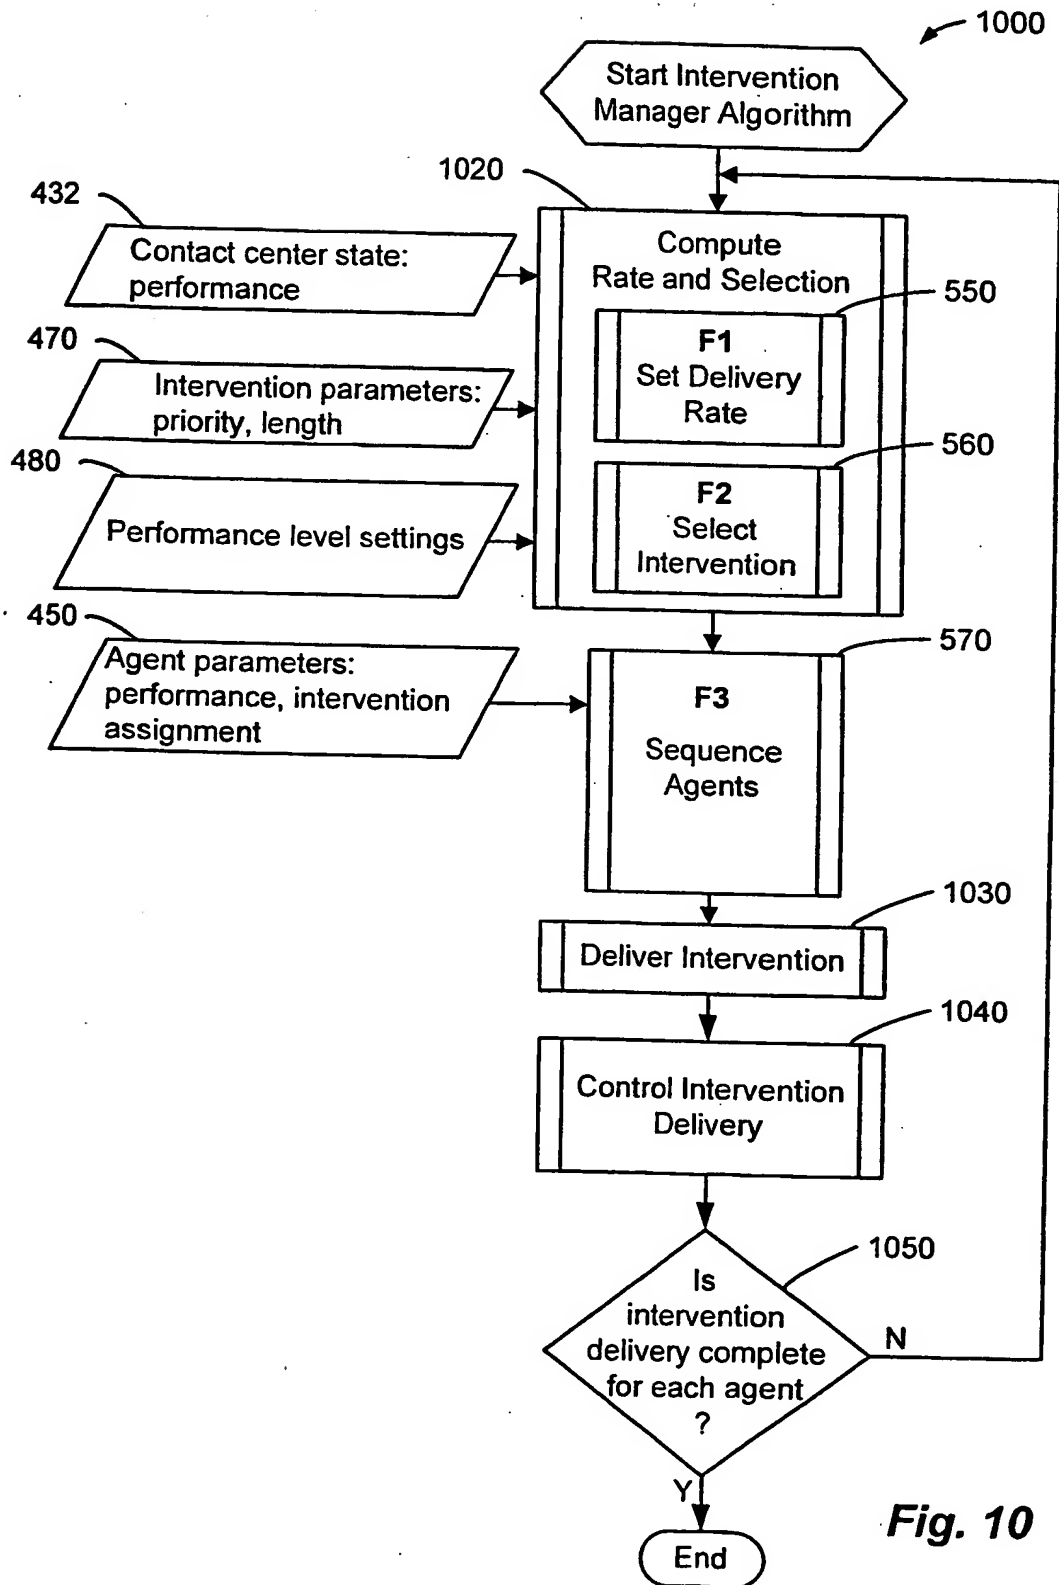 1000
Start Intervention
Manager Algorithm
1020
432
Contact center state:
performance
Compute
Rate and Selection
550
F1
Set Delivery
Rate
470
Intervention parameters:
priority, length
560
F2
Select
Intervention
480
Performance level settings
450
Agent parameters:
performance, intervention
assignment
570
F3
Sequence
Agents
1030
Deliver Intervention
1040
Control Intervention
Delivery
1050
Is
intervention
delivery complete
for each agent
?
N
Y
End
Fig. 10